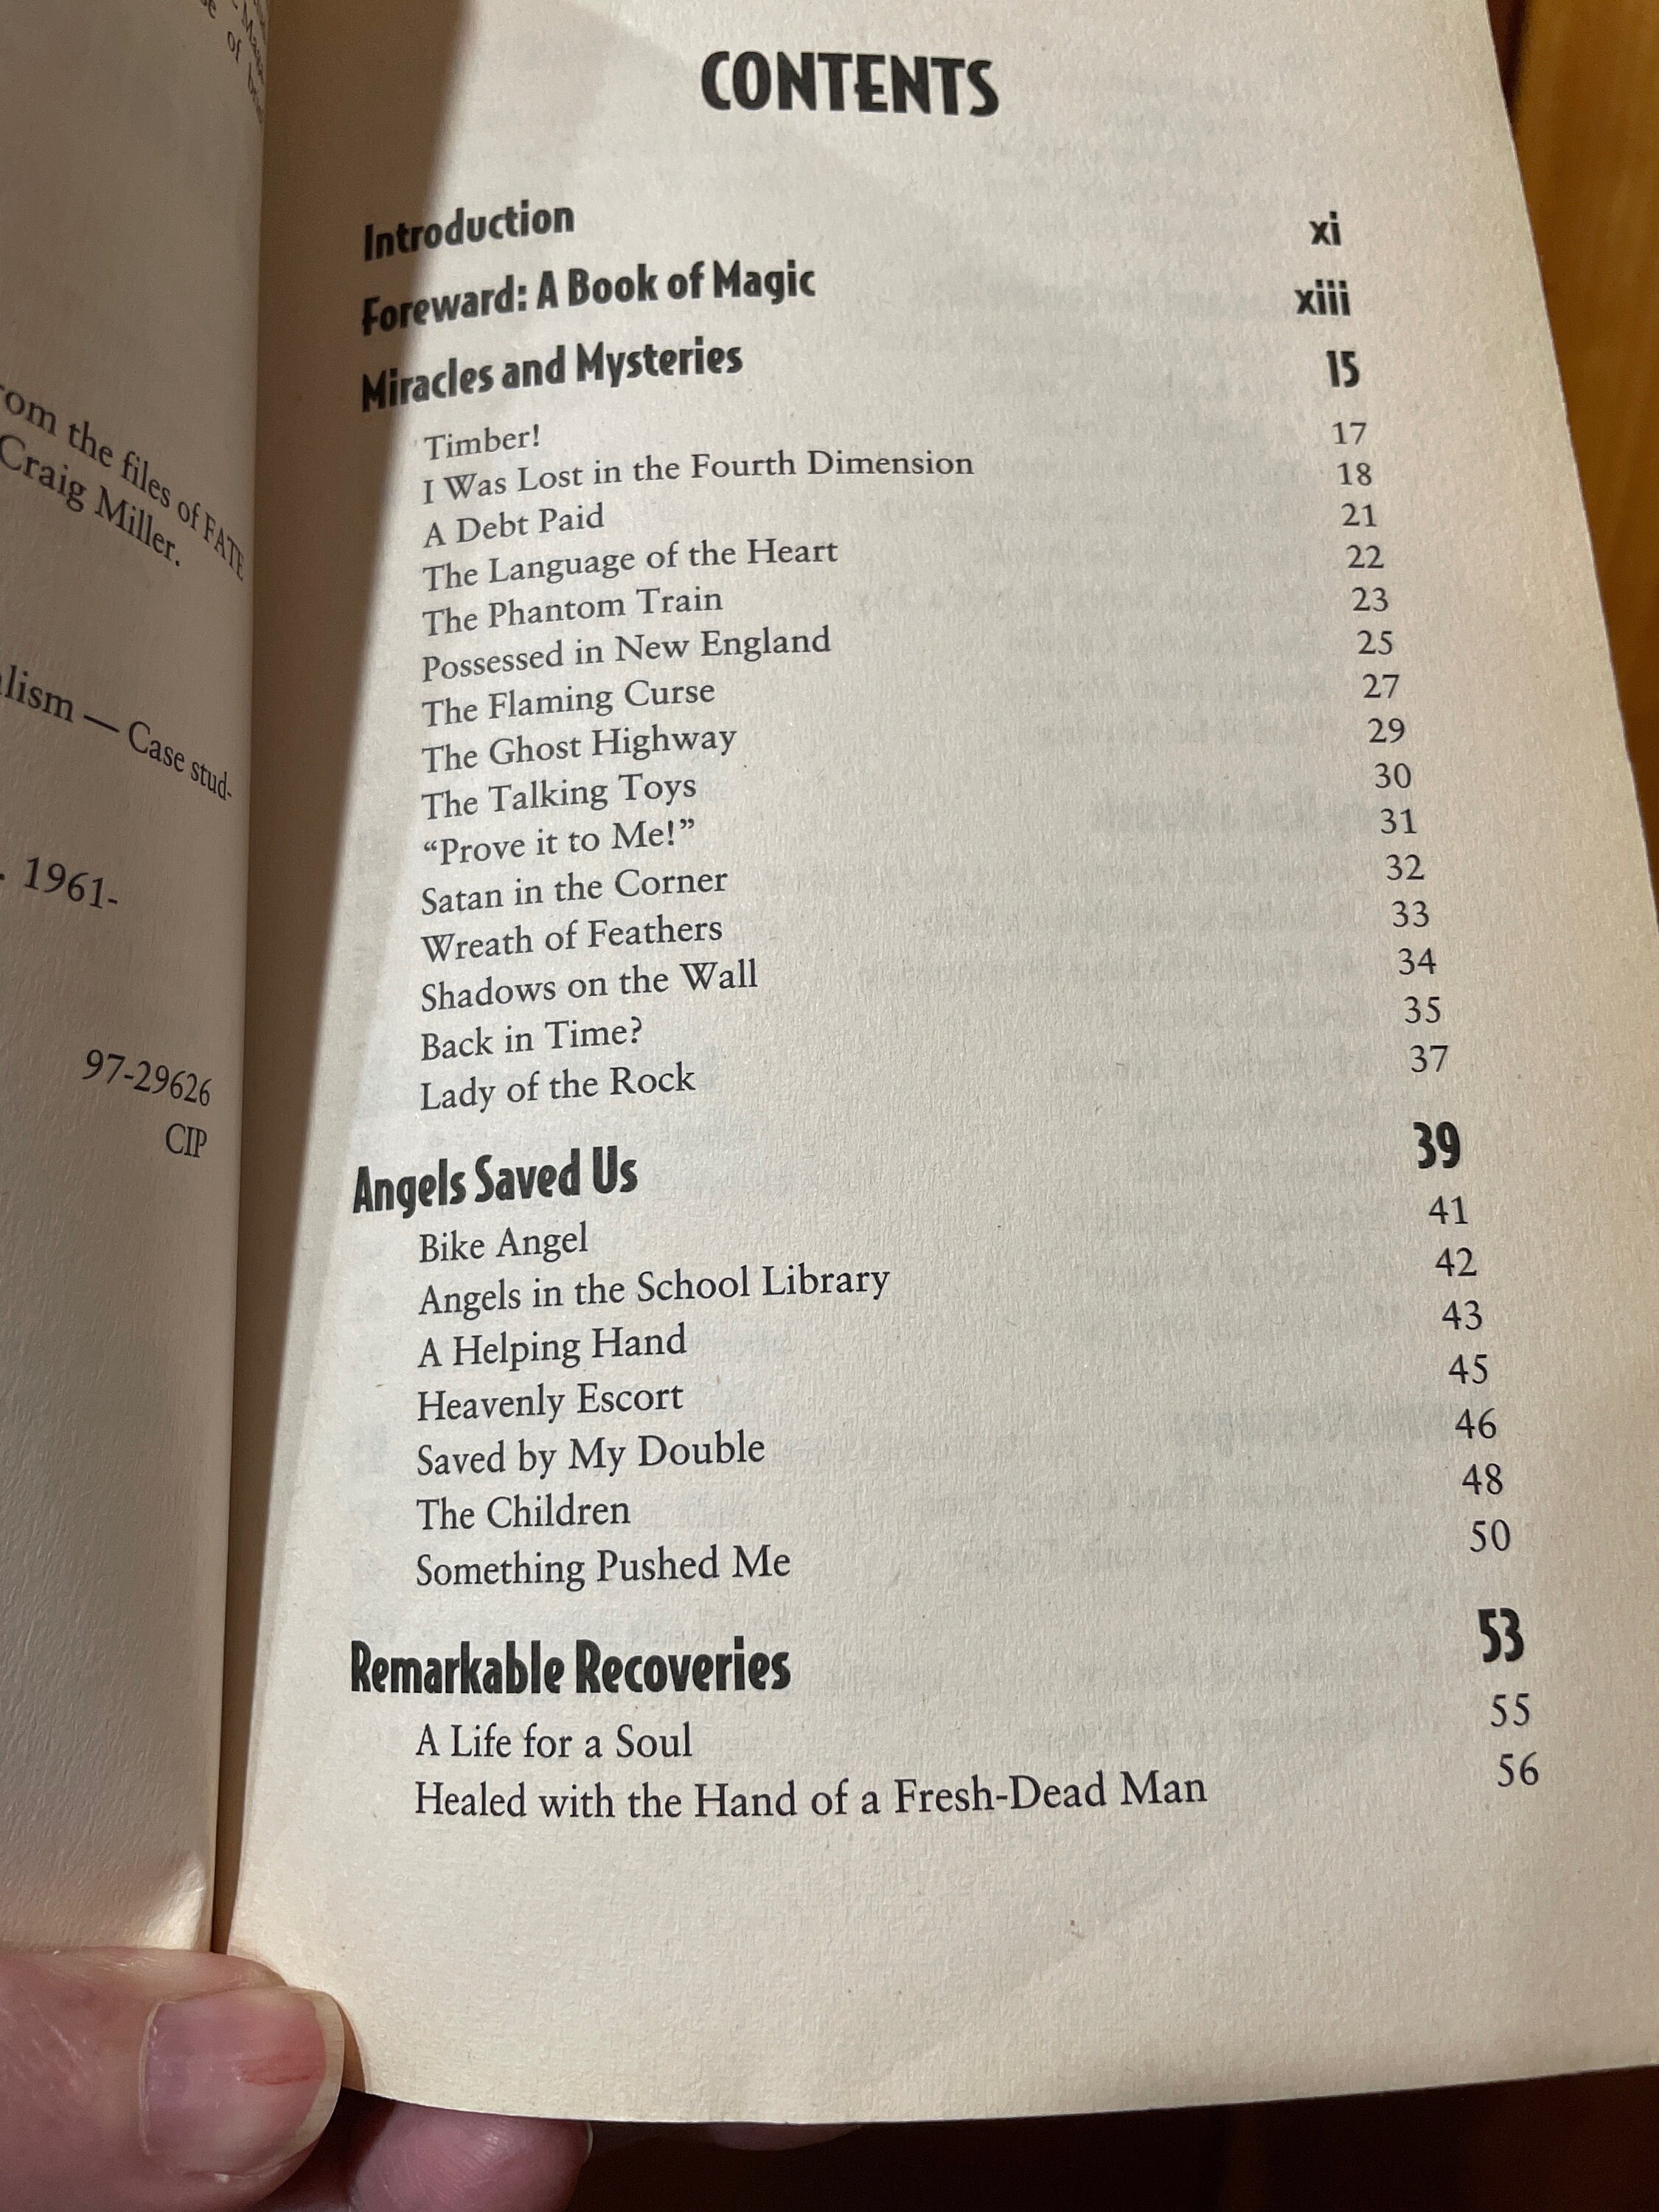 of
rom the files of FATE
Craig Miller.
lism — Case stud-
. 1961-
97-29626
CIP
CONTENTS
Introduction xi
Foreward: A Book of Magic xiii
Miracles and Mysteries 15
Timber! 17
I Was Lost in the Fourth Dimension 18
A Debt Paid 21
The Language of the Heart 22
The Phantom Train 23
Possessed in New England 25
The Flaming Curse 27
The Ghost Highway 29
The Talking Toys 30
“Prove it to Me!” 31
Satan in the Corner 32
Wreath of Feathers 33
Shadows on the Wall 34
Back in Time? 35
Lady of the Rock 37
Angels Saved Us 39
Bike Angel 41
Angels in the School Library 42
A Helping Hand 43
Heavenly Escort 45
Saved by My Double 46
The Children 48
Something Pushed Me 50
Remarkable Recoveries 53
A Life for a Soul 55
Healed with the Hand of a Fresh-Dead Man 56